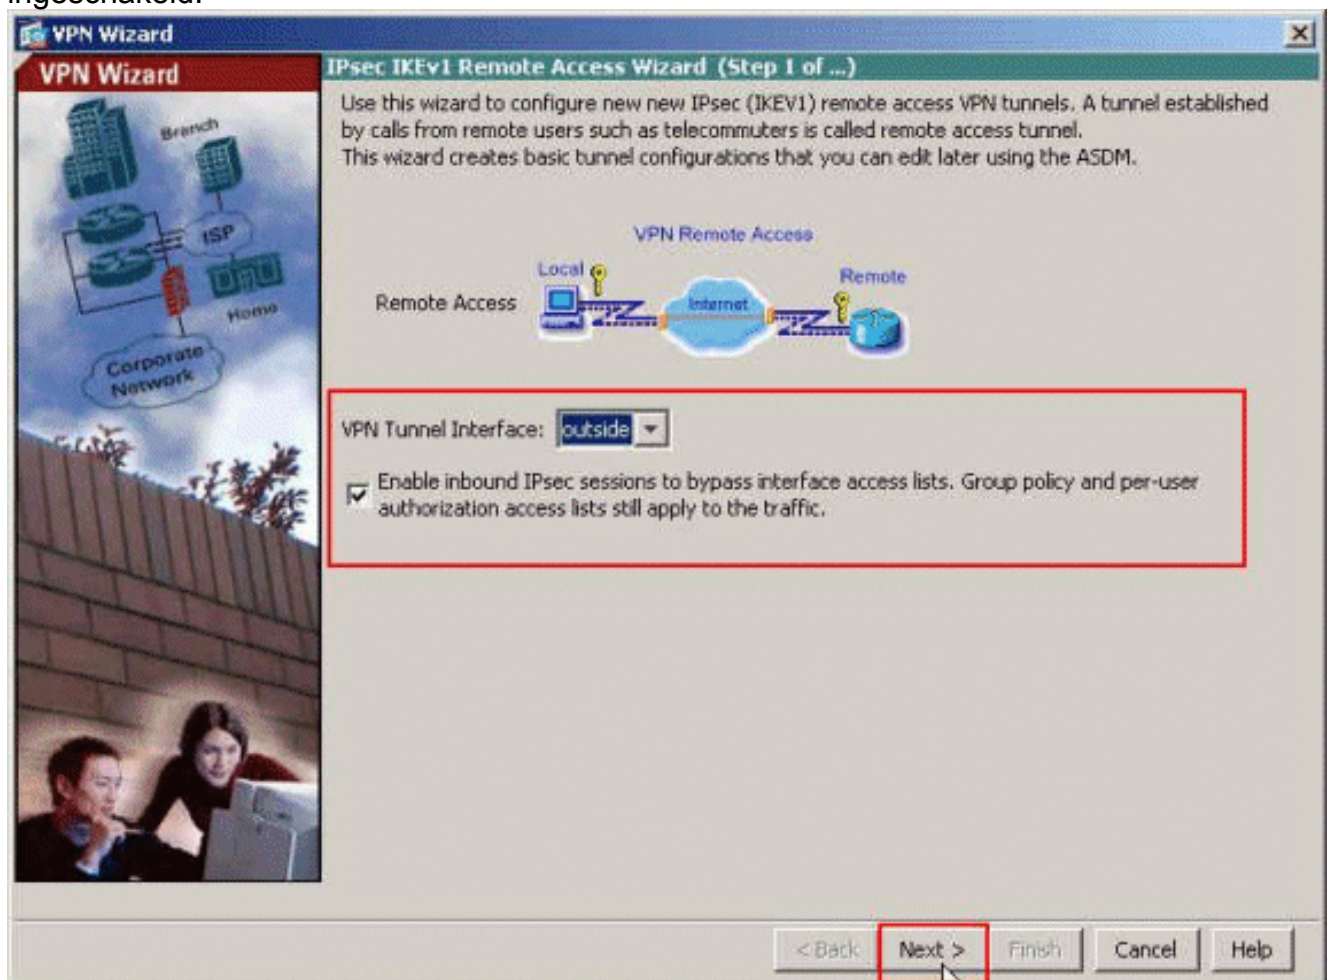 ingeschakeld.
VPN Wizard
VPN Wizard
Branch
ISP
Home
Corporate
Network
IPsec IKEv1 Remote Access Wizard (Step 1 of ...)
Use this wizard to configure new new IPsec (IKEV1) remote access VPN tunnels. A tunnel established
by calls from remote users such as telecommuters is called remote access tunnel.
This wizard creates basic tunnel configurations that you can edit later using the ASDM.
VPN Remote Access
Local
Remote
Remote Access
Internet
VPN Tunnel Interface: outside
Enable inbound IPsec sessions to bypass interface access lists. Group policy and per-user
authorization access lists still apply to the traffic.
< Back Next > Finish Cancel Help